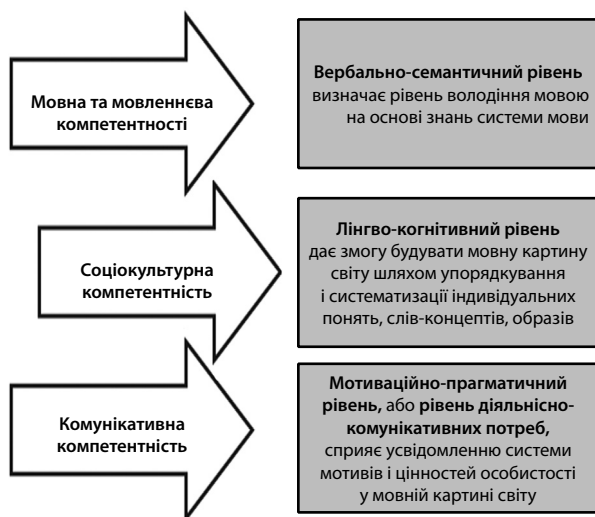 Мовна та мовленнєва
компетентності
Вербально-семантичний рівень
визначає рівень володіння мовою
на основі знань системи мови
Соціокультурна
компетентність
Лінгво-когнітивний рівень
дає змогу будувати мовну картину
світу шляхом упорядкування
і систематизації індивідуальних
понять, слів-концептів, образів
Комунікативна
компетентність
Мотиваційно-прагматичний
рівень, або рівень діяльнісно-
комунікативних потреб,
сприяє усвідомленню системи
мотивів і цінностей особистості
у мовній картині світу